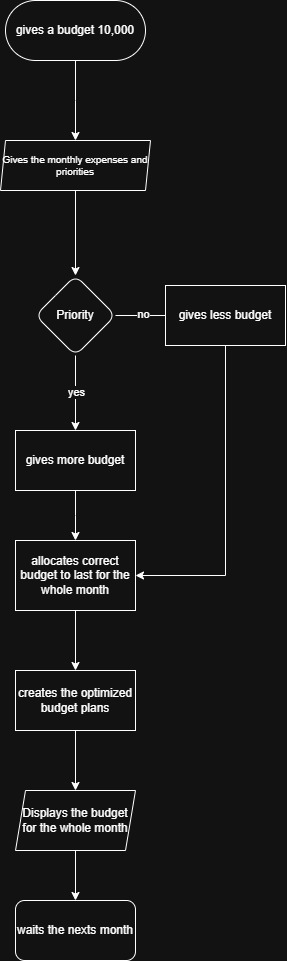 gives a budget 10,000
Gives the monthly expenses and
priorities
Priority
no
gives less budget
yes
gives more budget
allocates correct
budget to last for the
whole month
creates the optimized
budget plans
Displays the budget
for the whole month
waits the nexts month